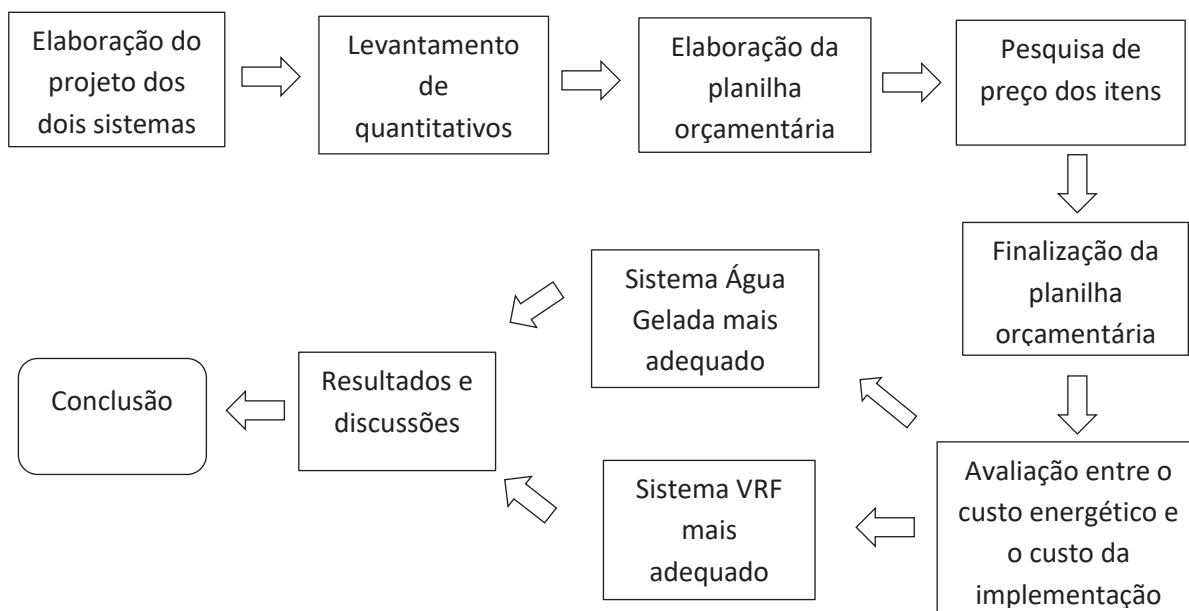 Elaboração do
projeto dos
dois sistemas
Levantamento
de
quantitativos
Elaboração da
planilha
orçamentária
Pesquisa de
preço dos itens
Finalização da
planilha
orçamentária
Avaliação entre o
custo energético e
o custo da
implementação
Sistema Água
Gelada mais
adequado
Sistema VRF
mais
adequado
Resultados e
discussões
Conclusão